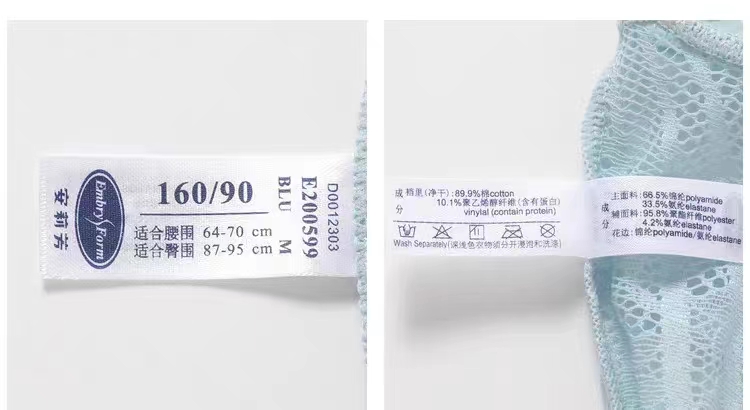 安莉芳
Embry Form
160/90
适合腰围 64-70 cm
适合臀围 87-95 cm
BLU M
E200599
D0012303
成分
裆里(净干):89.9%棉cotton
10.1%聚乙烯醇纤维(含有蛋白)
vinylal (contain protein)
Wash Separately(深浅色衣物须分开浸泡和洗涤)
成分
主面料: 66.5%锦纶polyamide
33.5%氨纶elastane
辅面料: 95.8%聚酯纤维polyester
4.2%氨纶elastane
花边: 锦纶polyamide/氨纶elastane